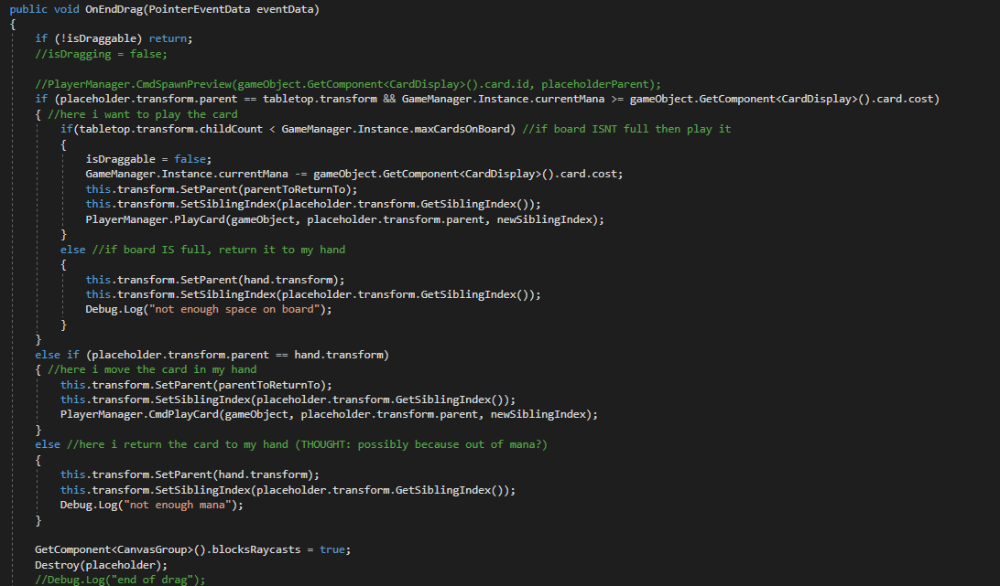 public void OnEndDrag(PointerEventData eventData)
{
if (!isDraggable) return;
//isDragging = false;
//PlayerManager.CmdSpawnPreview(gameObject.GetComponent<CardDisplay>().card.id, placeholderParent);
if (placeholder.transform.parent == tabletop.transform && GameManager.Instance.currentMana >= gameObject.GetComponent<CardDisplay>().card.cost)
{ //here i want to play the card
if(tabletop.transform.childCount < GameManager.Instance.maxCardsOnBoard) //if board ISNT full then play it
{
isDraggable = false;
GameManager.Instance.currentMana -= gameObject.GetComponent<CardDisplay>().card.cost;
this.transform.SetParent(parentToReturnTo);
this.transform.SetSiblingIndex(placeholder.transform.GetSiblingIndex());
PlayerManager.PlayCard(gameObject, placeholder.transform.parent, newSiblingIndex);
}
else //if board IS full, return it to my hand
{
this.transform.SetParent(hand.transform);
this.transform.SetSiblingIndex(placeholder.transform.GetSiblingIndex());
Debug.Log("not enough space on board");
}
}
else if (placeholder.transform.parent == hand.transform)
{ //here i move the card in my hand
this.transform.SetParent(parentToReturnTo);
this.transform.SetSiblingIndex(placeholder.transform.GetSiblingIndex());
PlayerManager.CmdPlayCard(gameObject, placeholder.transform.parent, newSiblingIndex);
}
else //here i return the card to my hand (THOUGHT: possibly because out of mana?)
{
this.transform.SetParent(hand.transform);
this.transform.SetSiblingIndex(placeholder.transform.GetSiblingIndex());
Debug.Log("not enough mana");
}
GetComponent<CanvasGroup>().blocksRaycasts = true;
Destroy(placeholder);
//Debug.Log("end of drag");